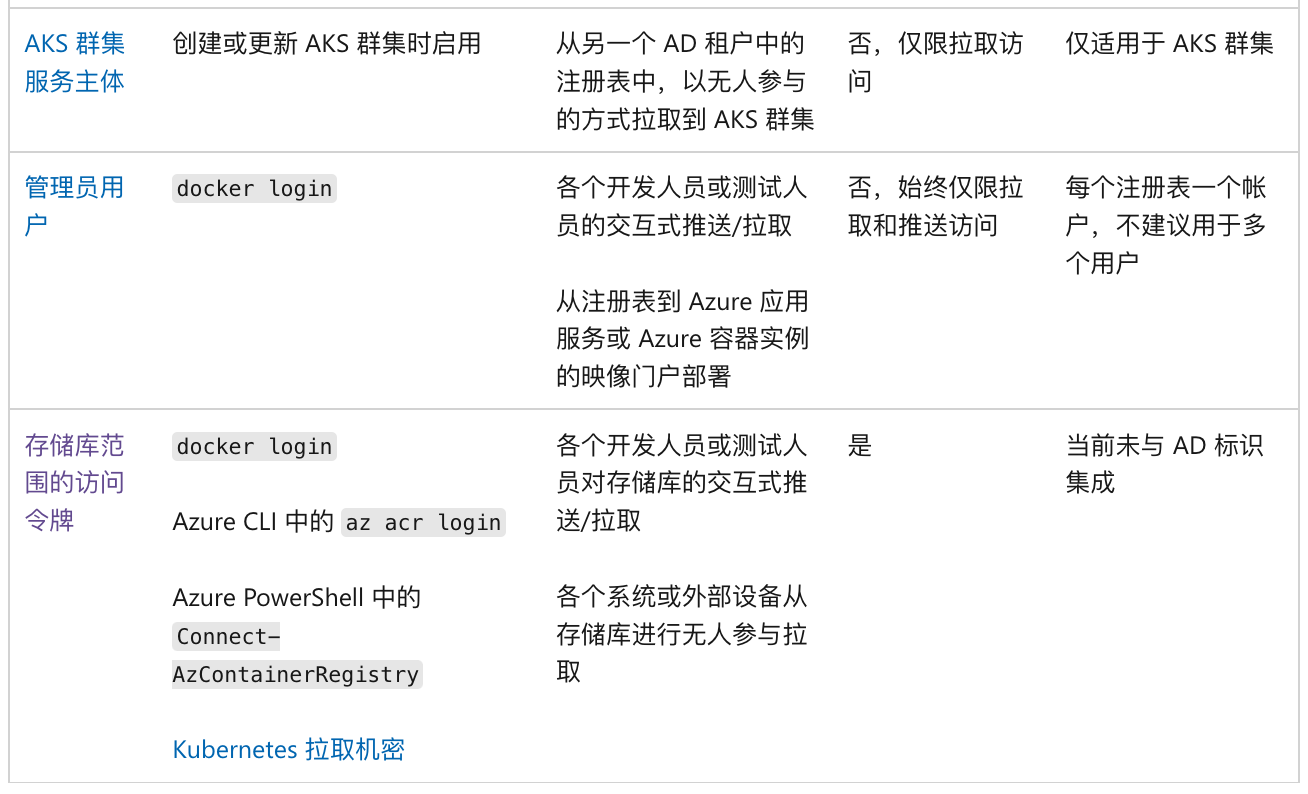 AKS 群集
服务主体
创建或更新 AKS 群集时启用
从另一个 AD 租户中的
注册表中，以无人参与
的方式拉取到 AKS 群集
否，仅限拉取访
问
仅适用于 AKS 群集
管理员用
户
docker login
各个开发人员或测试人
员的交互式推送/拉取
从注册表到 Azure 应用
服务或 Azure 容器实例
的映像门户部署
否，始终仅限拉
取和推送访问
每个注册表一个帐
户，不建议用于多
个用户
存储库范
围的访问
令牌
docker login
Azure CLI 中的 az acr login
Azure PowerShell 中的
Connect-
AzContainerRegistry
Kubernetes 拉取机密
各个开发人员或测试人
员对存储库的交互式推
送/拉取
各个系统或外部设备从
存储库进行无人参与拉
取
是
当前未与 AD 标识
集成